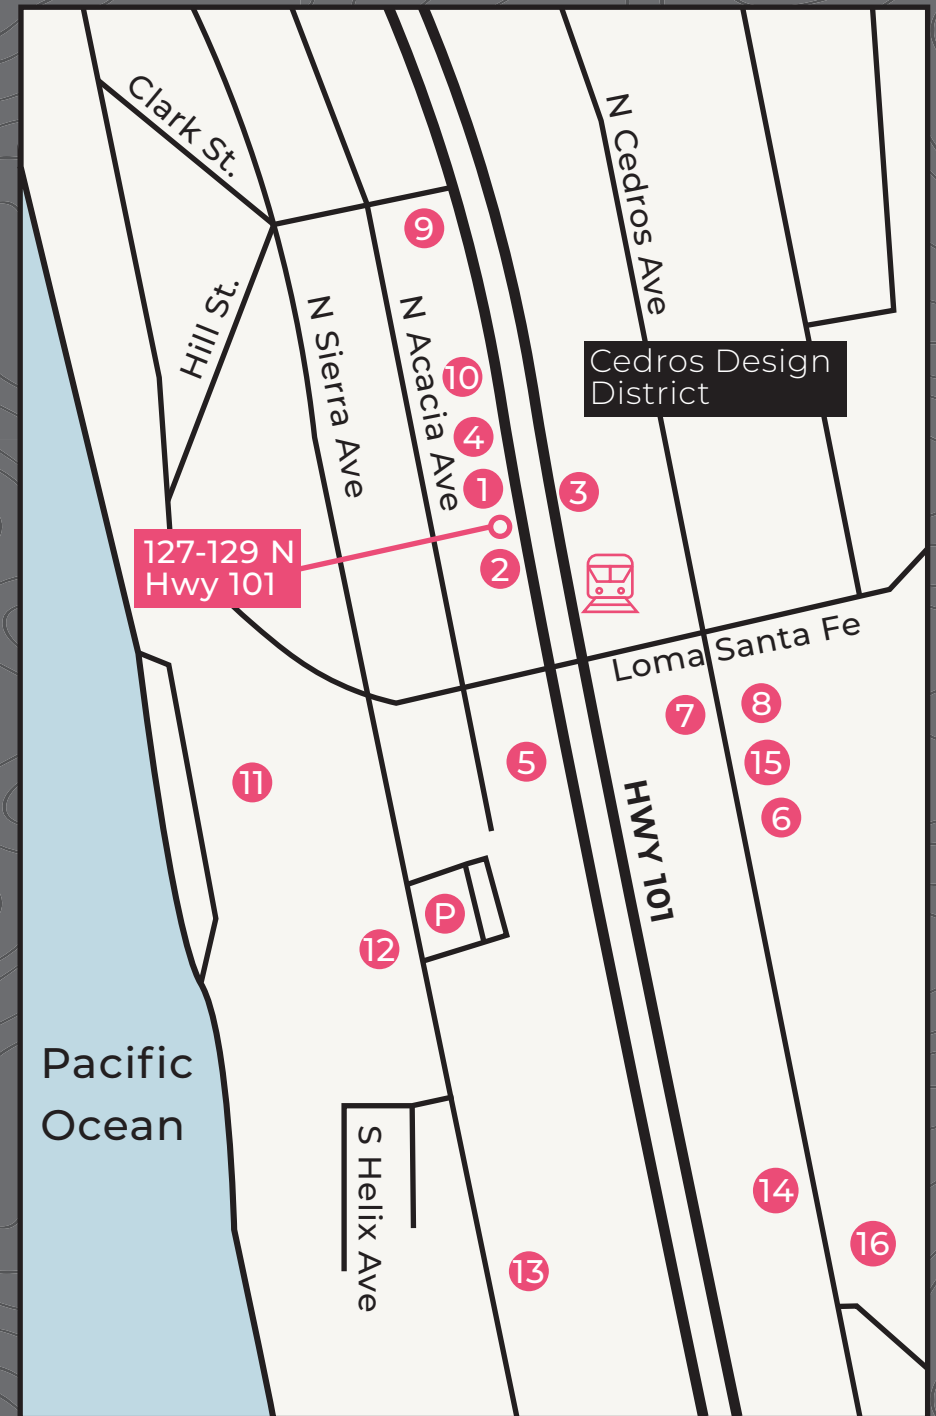 Clark St.
N Cedros Ave
9
Hill St.
N Sierra Ave
N Acacia Ave
Cedros Design
District
10
4
1
3
127-129 N
Hwy 101
2
Loma Santa Fe
7
8
5
15
11
6
HWY 101
P
12
Pacific
Ocean
S Helix Ave
14
16
13